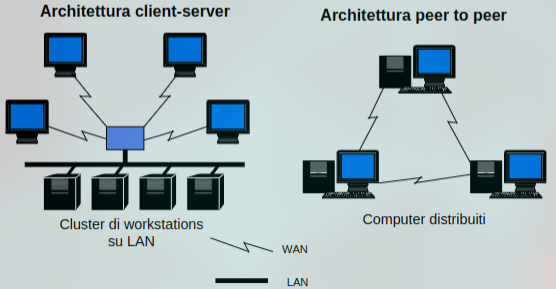 Architettura client-server
Architettura peer to peer
Cluster di workstations
su LAN
Computer distribuiti
WAN
LAN